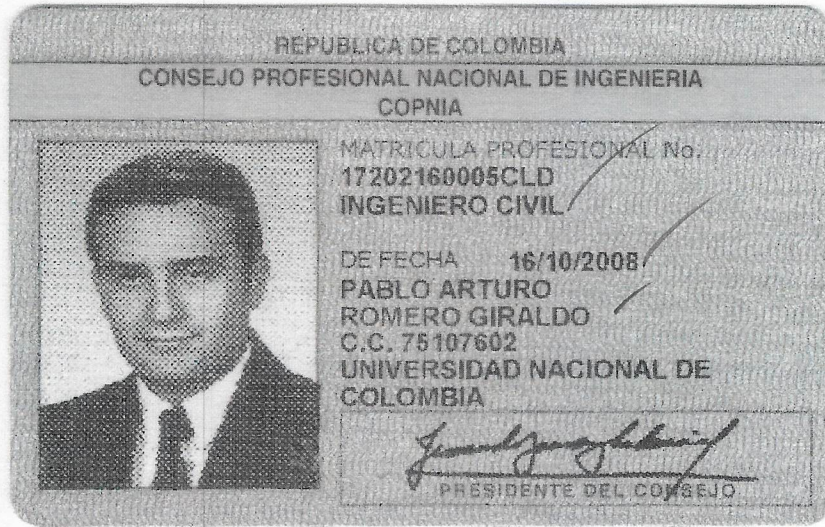 REPUBLICA DE COLOMBIA
CONSEJO PROFESIONAL NACIONAL DE INGENIERIA
COPNIA
MATRICULA PROFESIONAL No.
17202160005CLD
INGENIERO CIVIL
DE FECHA 16/10/2008
PABLO ARTURO
ROMERO GIRALDO
C.C. 75107602
UNIVERSIDAD NACIONAL DE
COLOMBIA
PRESIDENTE DEL CONSEJO